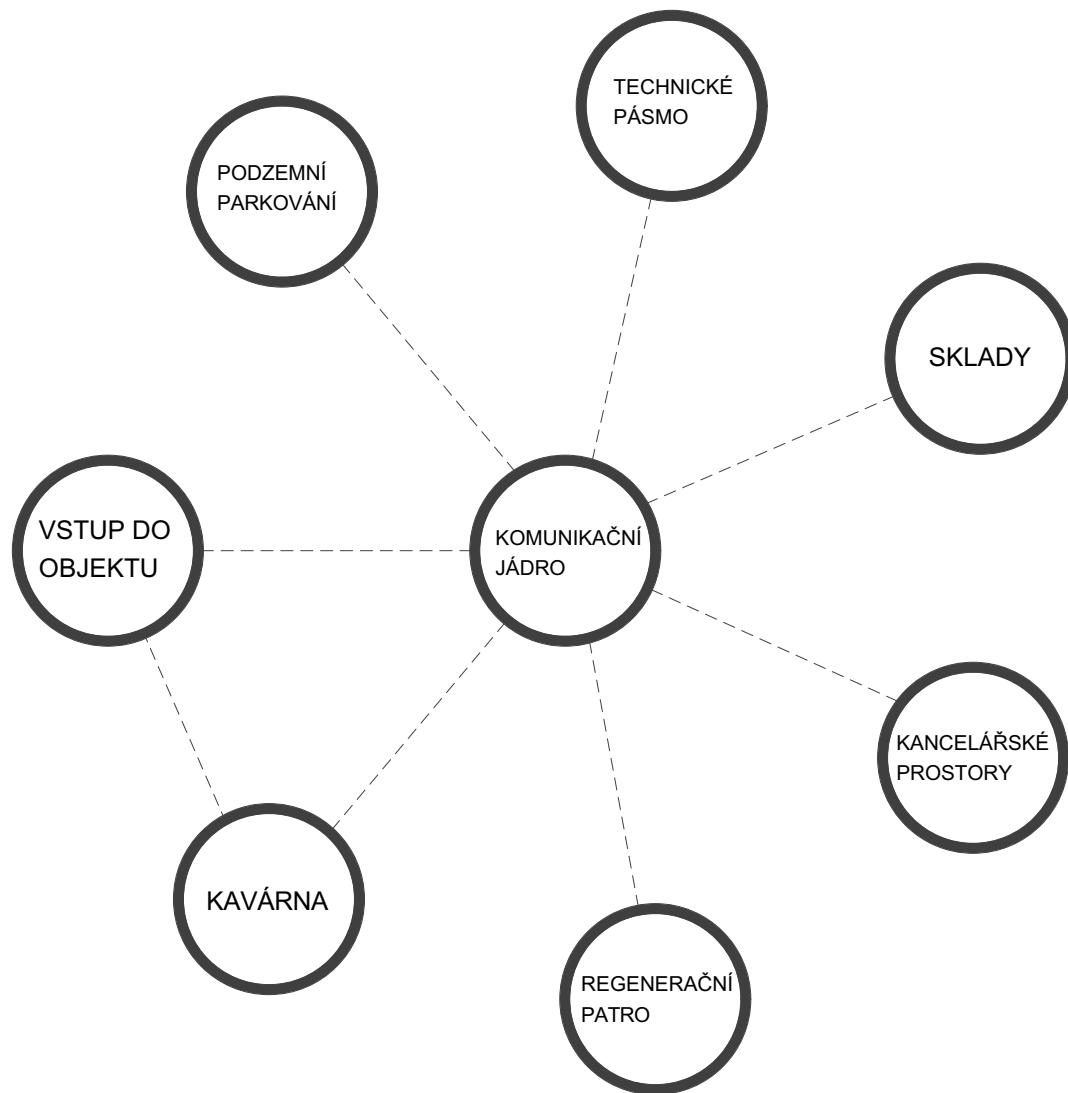 TECHNICKÉ
PÁSMO
PODZEMNÍ
PARKOVÁNÍ
SKLADY
VSTUP DO
OBJEKTU
KOMUNIKAČNÍ
JÁDRO
KANCELÁŘSKÉ
PROSTORY
KAVÁRNA
REGENERAČNÍ
PATRO